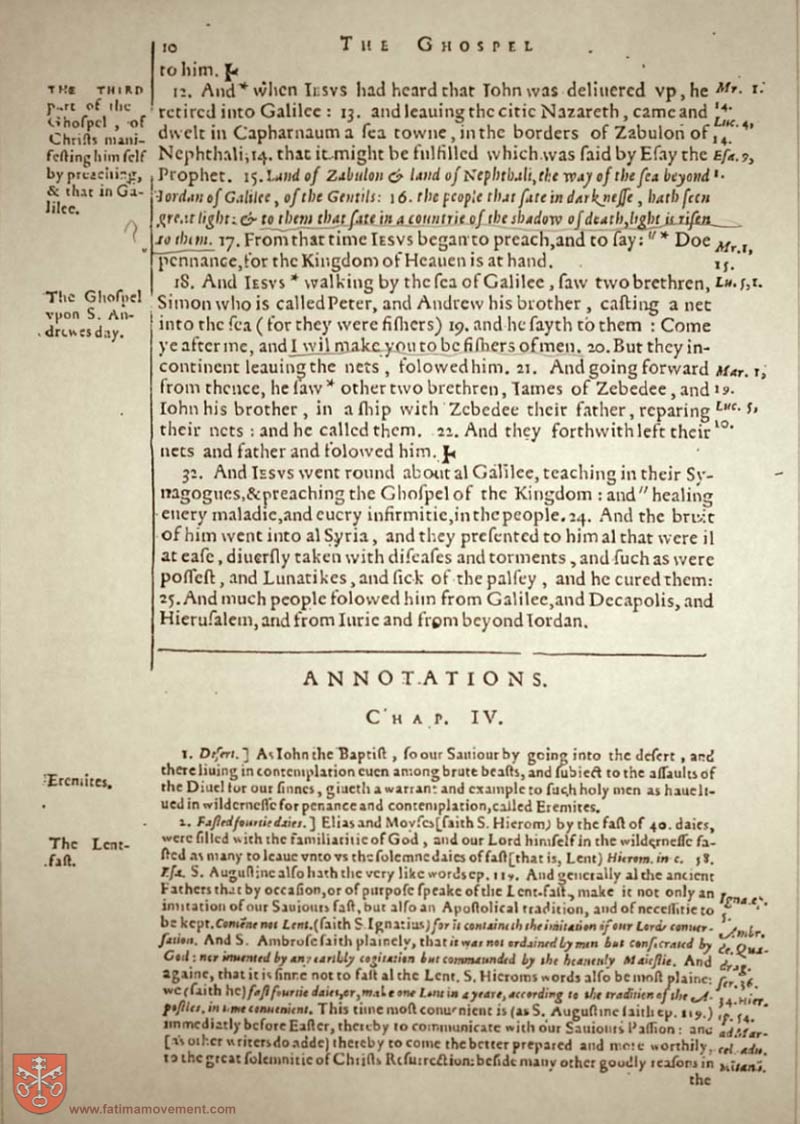 10 THE GHOSPEL
to him.
THE THIRD
part of the
Ghoſpel, of
Chriſts mani-
feſting him ſelf
by preaching,
& that in Ga-
lilee.
12. And* when IESVS had heard that Iohn was deliuered vp, he
retired into Galilee: 13. and leauing the citie Nazareth, came and
dwelt in Capharnaum a ſea towne, in the borders of Zabulon of
Nephthali; 14. that it might be fulfilled which was ſaid by Eſay the
Prophet. 15. Land of Zabulon & land of Nephthali, the way of the ſea beyond
Iordan of Galilee, of the Gentils: 16. the people that ſate in darkneſſe, hath ſeen
great light: & to them that ſate in a countrie of the shadow of death, light is riſen
to them. 17. From that time IESVS began to preach, and to ſay: "* Doe
pennance, for the Kingdom of Heauen is at hand.
Mr. 1.
14.
Luc. 4,
14.
Eſa. 9,
1.
Mr. 1,
15.
The Ghoſpel
vpon S. An-
drewes day.
18. And IESVS * walking by the ſea of Galilee, ſaw two brethren,
Simon who is called Peter, and Andrew his brother, caſting a net
into the ſea (for they were fishers) 19. and he ſayth to them: Come
ye after me, and I wil make you to be fishers of men. 20. But they in-
continent leauing the nets, folowed him. 21. And going forward
from thence, he ſaw * other two brethren, Iames of Zebedee, and
Iohn his brother, in a ship with Zebedee their father, reparing
their nets: and he called them. 22. And they forthwith left their
nets and father and folowed him.
Lu. 5, 1.
Mar. 1,
19.
Luc. 5,
10.
32. And IESVS went round about al Galilee, teaching in their Sy-
nagogues, & preaching the Ghoſpel of the Kingdom: and " healing
euery maladie, and euery infirmitie, in the people. 24. And the bruit
of him went into al Syria, and they preſented to him al that were il
at eaſe, diuerſly taken with diſeaſes and torments, and ſuch as were
poſſeſt, and Lunatikes, and ſick of the palſey, and he cured them:
25. And much people folowed him from Galilee, and Decapolis, and
Hieruſalem, and from Iurie and from beyond Iordan.
ANNOTATIONS.
CHAP. IV.
Eremites.
1. Deſert.] As Iohn the Baptiſt, ſo our Sauiour by going into the deſert, and
there liuing in contemplation euen among brute beaſts, and ſubiect to the aſſaults of
the Diuel for our ſinnes, giueth a warrant and example to ſuch holy men as haue li-
ued in wilderneſſe for penance and contemplation, called Eremites.
The Lent-
faſt.
2. Faſted fourtie daies.] Elias and Moyſes [ſaith S. Hierom) by the faſt of 40. daies,
were filled with the familiaritie of God, and our Lord himſelf in the wilderneſſe fa-
ſted as many to leaue vnto vs the ſolemne daies of faſt [that is, Lent) Hierom. in c. 58.
Eſa. S. Auguſtine alſo hath the very like words ep. 119. And generally al the ancient
Fathers that by occaſion, or of purpoſe ſpeake of the Lent-faſt, make it not only an
imitation of our Sauiours faſt, but alſo an Apoſtolical tradition, and of neceſſitie to
be kept. Contēne not Lent. (ſaith S. Ignatius) for it containeth the imitation of our Lords conuer-
ſation. And S. Ambroſe ſaith plainely, that it was not ordained by men but conſecrated by
God: nor inuented by any earthly cogitation but commaunded by the heauenly Maieſtie. And
againe, that it is ſinne not to faſt al the Lent. S. Hieroms words alſo be moſt plaine:
we (ſaith he) faſt fourtie daies, or, make one Lent in a yeare, according to the tradition of the A-
poſtles, in time conuenient. This time moſt conuenient is (as S. Auguſtine ſaith ep. 119.)
immediatly before Eaſter, thereby to communicate with our Sauiours Paſſion: and
[as other writers do adde) thereby to come the better prepared and more worthily,
to the great ſolemnitie of Chriſts Reſurrection: beſide many other goodly reaſons in
the
Ambr.
ſer. 36.
34. Hier.
ep. 54.
ad Mar-
cel. adu.
www.fatimamovement.com